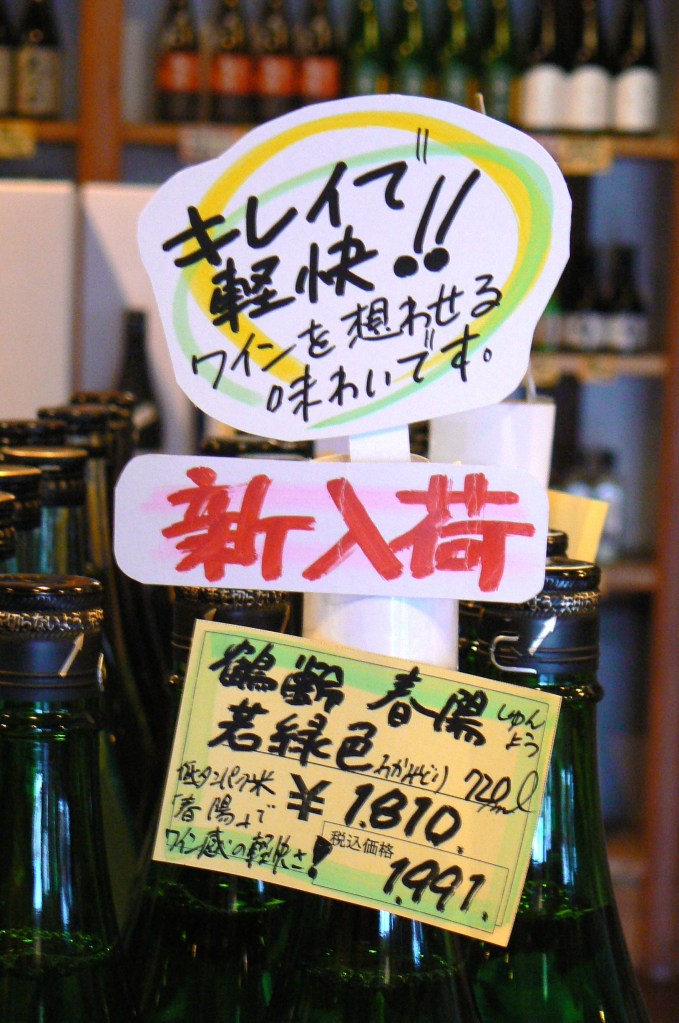 キレイで
軽快!!
ワインを想わせる
味わいです。
新入荷
鶴齢 春陽 しゅんよう
若緑色 わかみどり 720ml
低タンパク米
「春陽」で
ワイン感の軽快さ!
¥1.810.
税込価格
1.991.